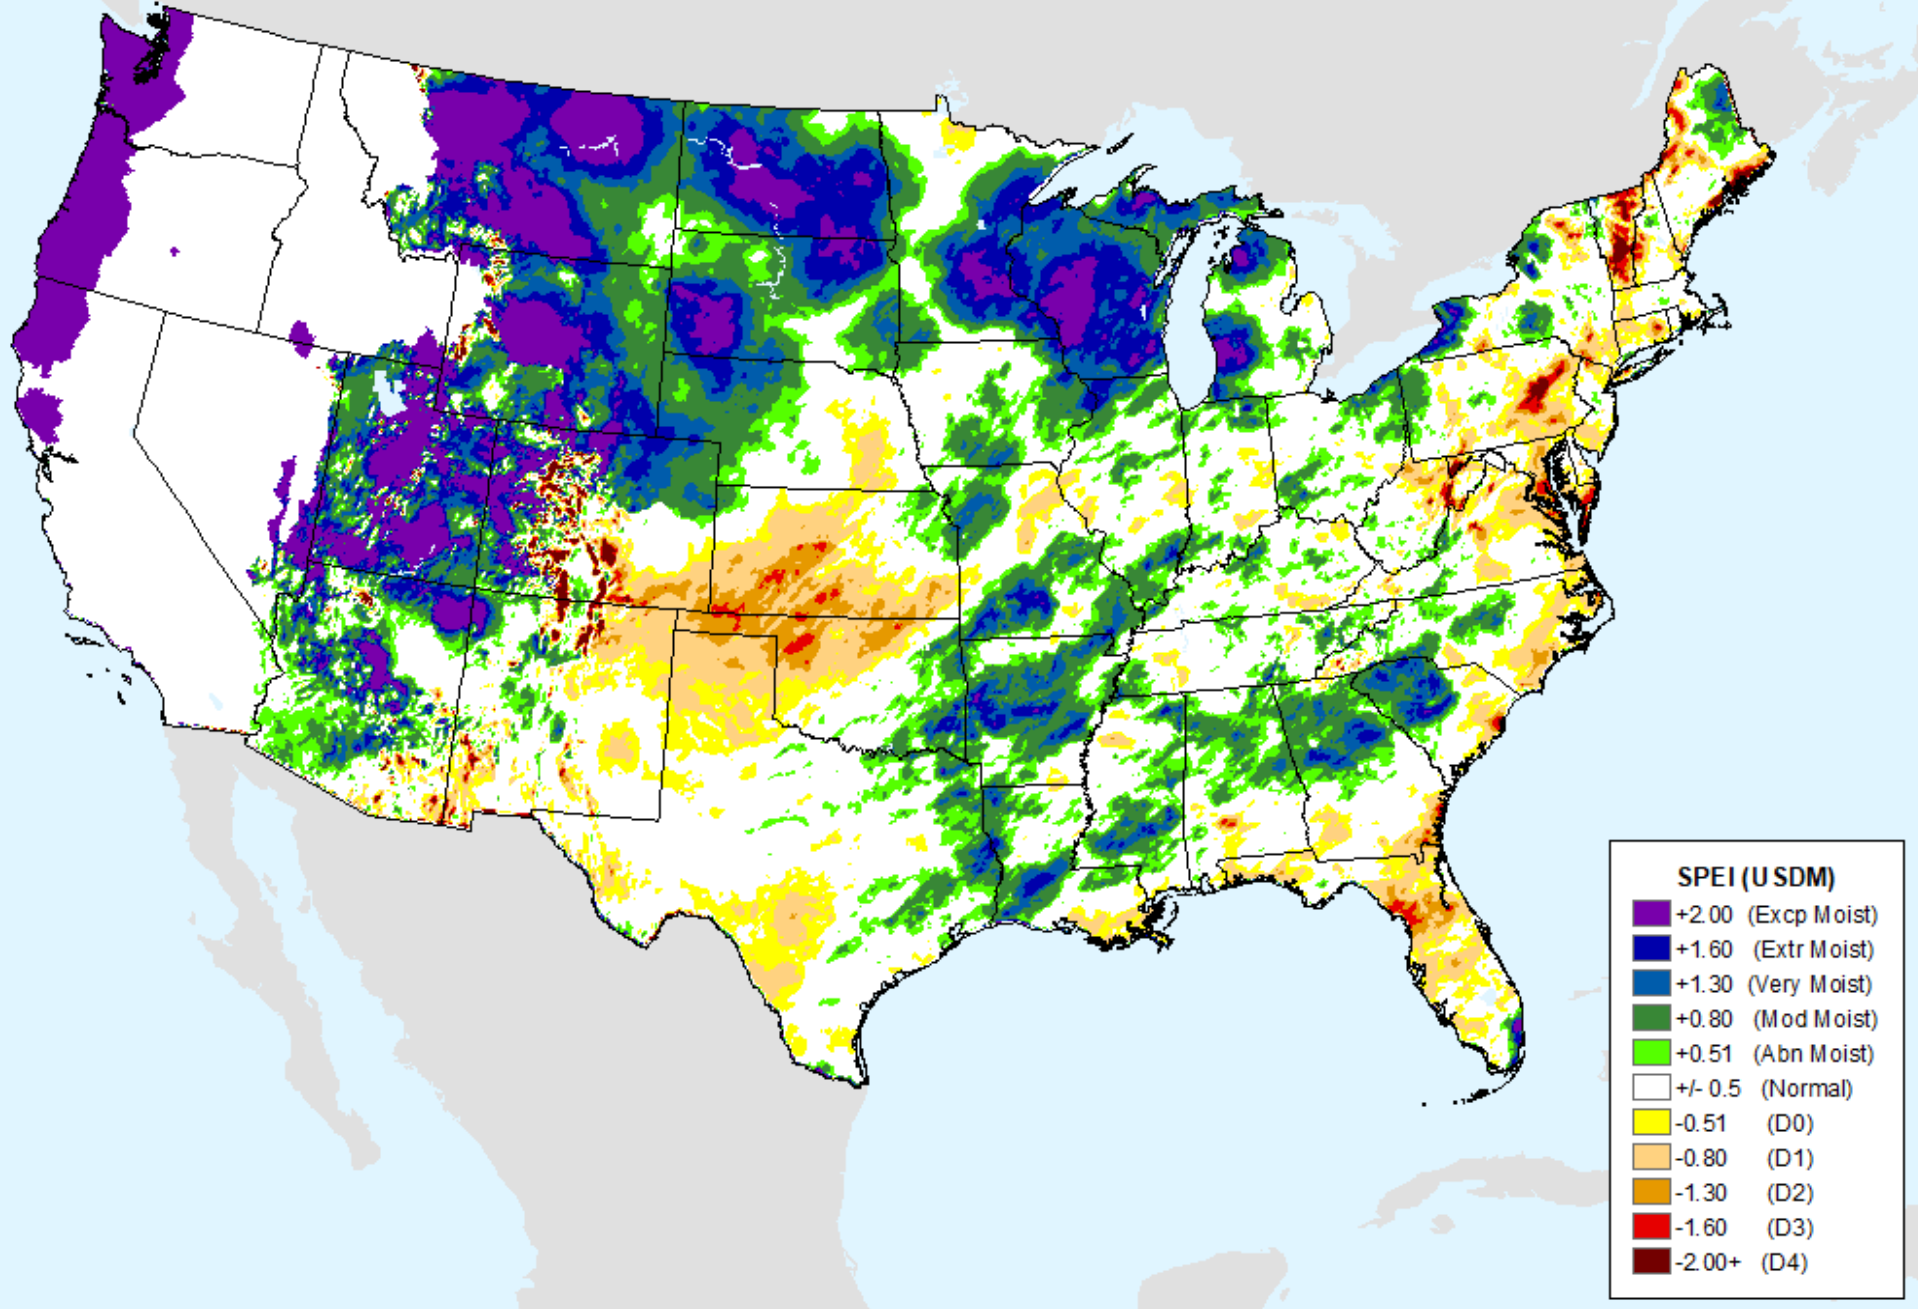 SPEI (USDM)
+2.00 (Excp Moist)
+1.60 (Extr Moist)
+1.30 (Very Moist)
+0.80 (Mod Moist)
+0.51 (Abn Moist)
+/- 0.5 (Normal)
-0.51 (D0)
-0.80 (D1)
-1.30 (D2)
-1.60 (D3)
-2.00+ (D4)